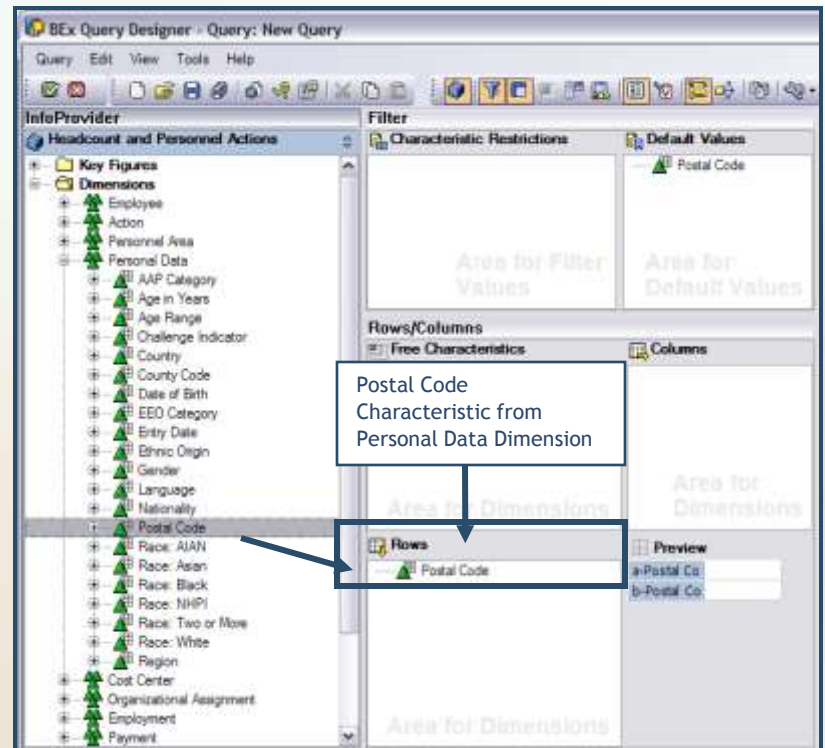 BEx Query Designer - Query: New Query
Query Edit View Tools Help
InfoProvider
Headcount and Personnel Actions
Key Figures
Dimensions
Employee
Action
Personnel Area
Personal Data
AAP Category
Age in Years
Age Range
Challenge Indicator
Country
County Code
Date of Birth
EEO Category
Entry Date
Ethnic Origin
Gender
Language
Nationality
Postal Code
Race: AIAN
Race: Asian
Race: Black
Race: NHPI
Race: Two or More
Race: White
Region
Cost Center
Organizational Assignment
Employment
Payment
Filter
Characteristic Restrictions
Area for Filter
Values
Default Values
Postal Code
Area for
Default Values
Rows/Columns
Free Characteristics
Area for Dimensions
Columns
Area for
Dimensions
Postal Code
Characteristic from
Personal Data Dimension
Rows
Postal Code
Area for Dimensions
Preview
a-Postal Co
b-Postal Co